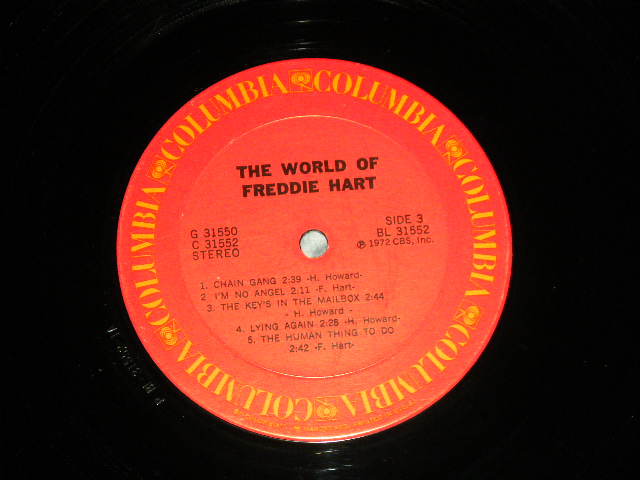 COLUMBIA COLUMBIA COLUMBIA COLUMBIA COLUMBIA COLUMBIA
THE WORLD OF
FREDDIE HART
G 31550
C 31552
STEREO
SIDE 3
BL 31552
℗ 1972 CBS, Inc.
1. CHAIN GANG 2:39 -H. Howard-
2 I'M NO ANGEL 2:11 -F. Hart-
3. THE KEY'S IN THE MAILBOX 2:44
- H. Howard -
4. LYING AGAIN 2:28 -H. Howard-
5. THE HUMAN THING TO DO
2:42 -F. Hart-